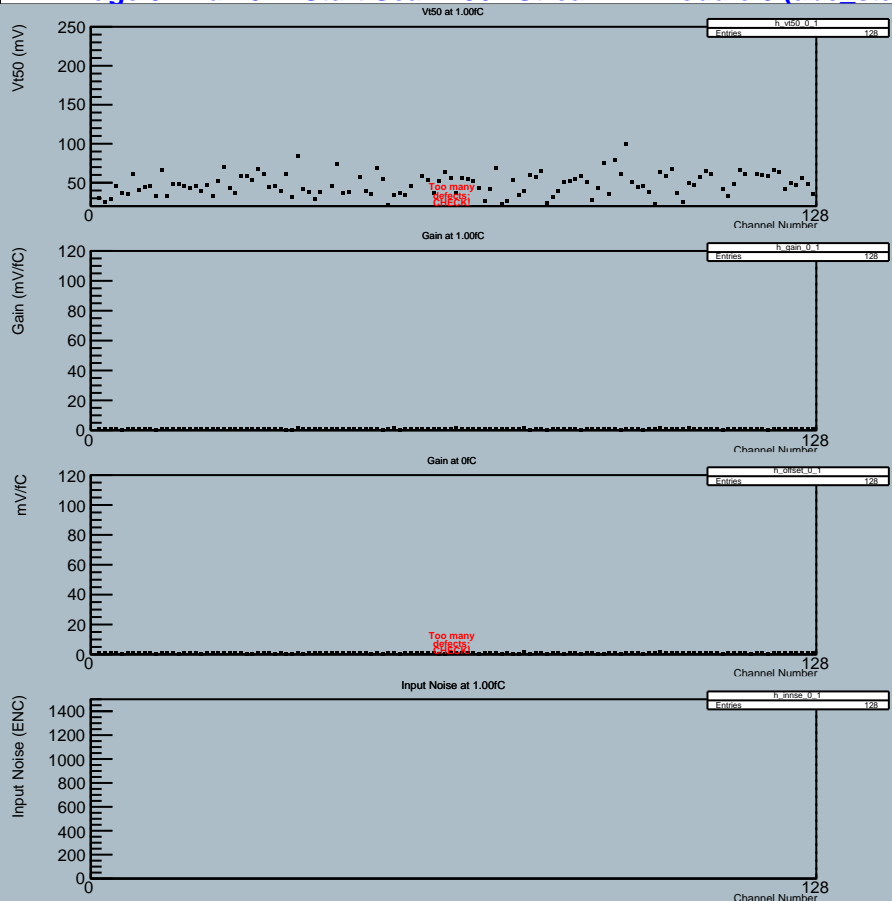 Vt50 at 1.00fC
h_vt50_0_1
Entries 128
Vt50 (mV)
250
200
150
100
50
Too many
defects:
CHECK!
0
128
Channel Number
Gain at 1.00fC
h_gain_0_1
Entries 128
Gain (mV/fC)
120
100
80
60
40
20
0
0
128
Channel Number
Gain at 0fC
h_offset_0_1
Entries 128
mV/fC
120
100
80
60
40
20
Too many
defects:
CHECK!
0
0
128
Channel Number
Input Noise at 1.00fC
h_innse_0_1
Entries 128
Input Noise (ENC)
1400
1200
1000
800
600
400
200
0
0
128
Channel Number